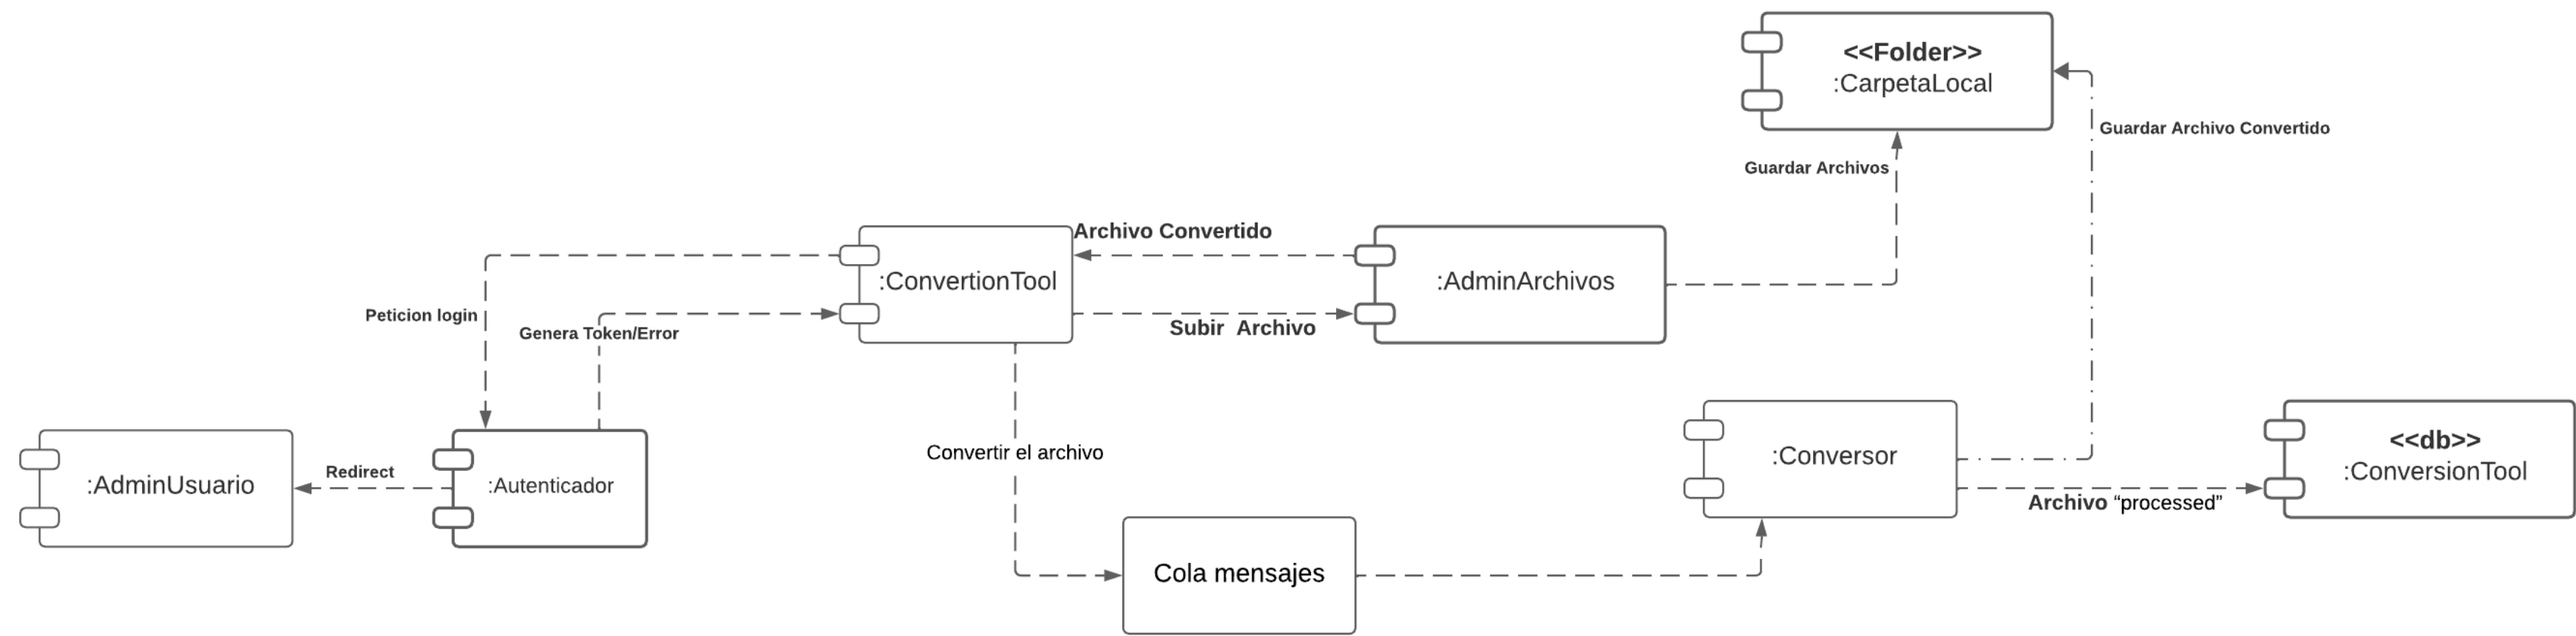 <<Folder>>
:CarpetaLocal
Guardar Archivo Convertido
Guardar Archivos
Archivo Convertido
:ConvertionTool
:AdminArchivos
Peticion login
Genera Token/Error
Subir  Archivo
Convertir el archivo
:Conversor
<<db>>
:ConversionTool
Redirect
:AdminUsuario
:Autenticador
Archivo “processed”
Cola mensajes